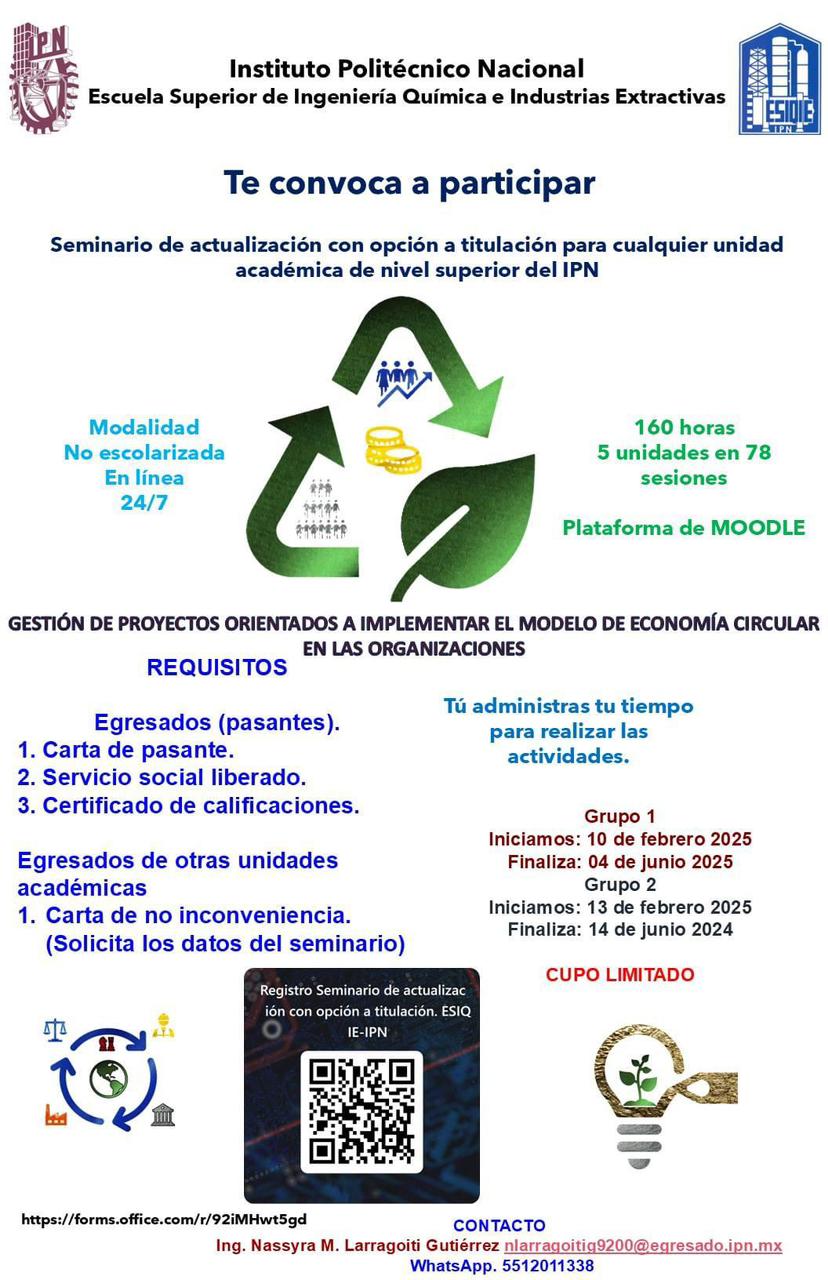 IPN
ESIQIE
IPN
Instituto Politécnico Nacional
Escuela Superior de Ingeniería Química e Industrias Extractivas
Te convoca a participar
Seminario de actualización con opción a titulación para cualquier unidad
académica de nivel superior del IPN
Modalidad
No escolarizada
En línea
24/7
160 horas
5 unidades en 78
sesiones
Plataforma de MOODLE
GESTIÓN DE PROYECTOS ORIENTADOS A IMPLEMENTAR EL MODELO DE ECONOMÍA CIRCULAR
EN LAS ORGANIZACIONES
REQUISITOS
Egresados (pasantes).
1. Carta de pasante.
2. Servicio social liberado.
3. Certificado de calificaciones.
Egresados de otras unidades
académicas
1. Carta de no inconveniencia.
(Solicita los datos del seminario)
Tú administras tu tiempo
para realizar las
actividades.
Grupo 1
Iniciamos: 10 de febrero 2025
Finaliza: 04 de junio 2025
Grupo 2
Iniciamos: 13 de febrero 2025
Finaliza: 14 de junio 2024
CUPO LIMITADO
Registro Seminario de actualizac
ión con opción a titulación. ESIQ
IE-IPN
https://forms.office.com/r/92iMHwt5gd
CONTACTO
Ing. Nassyra M. Larragoiti Gutiérrez nlarragoitig9200@egresado.ipn.mx
WhatsApp. 5512011338